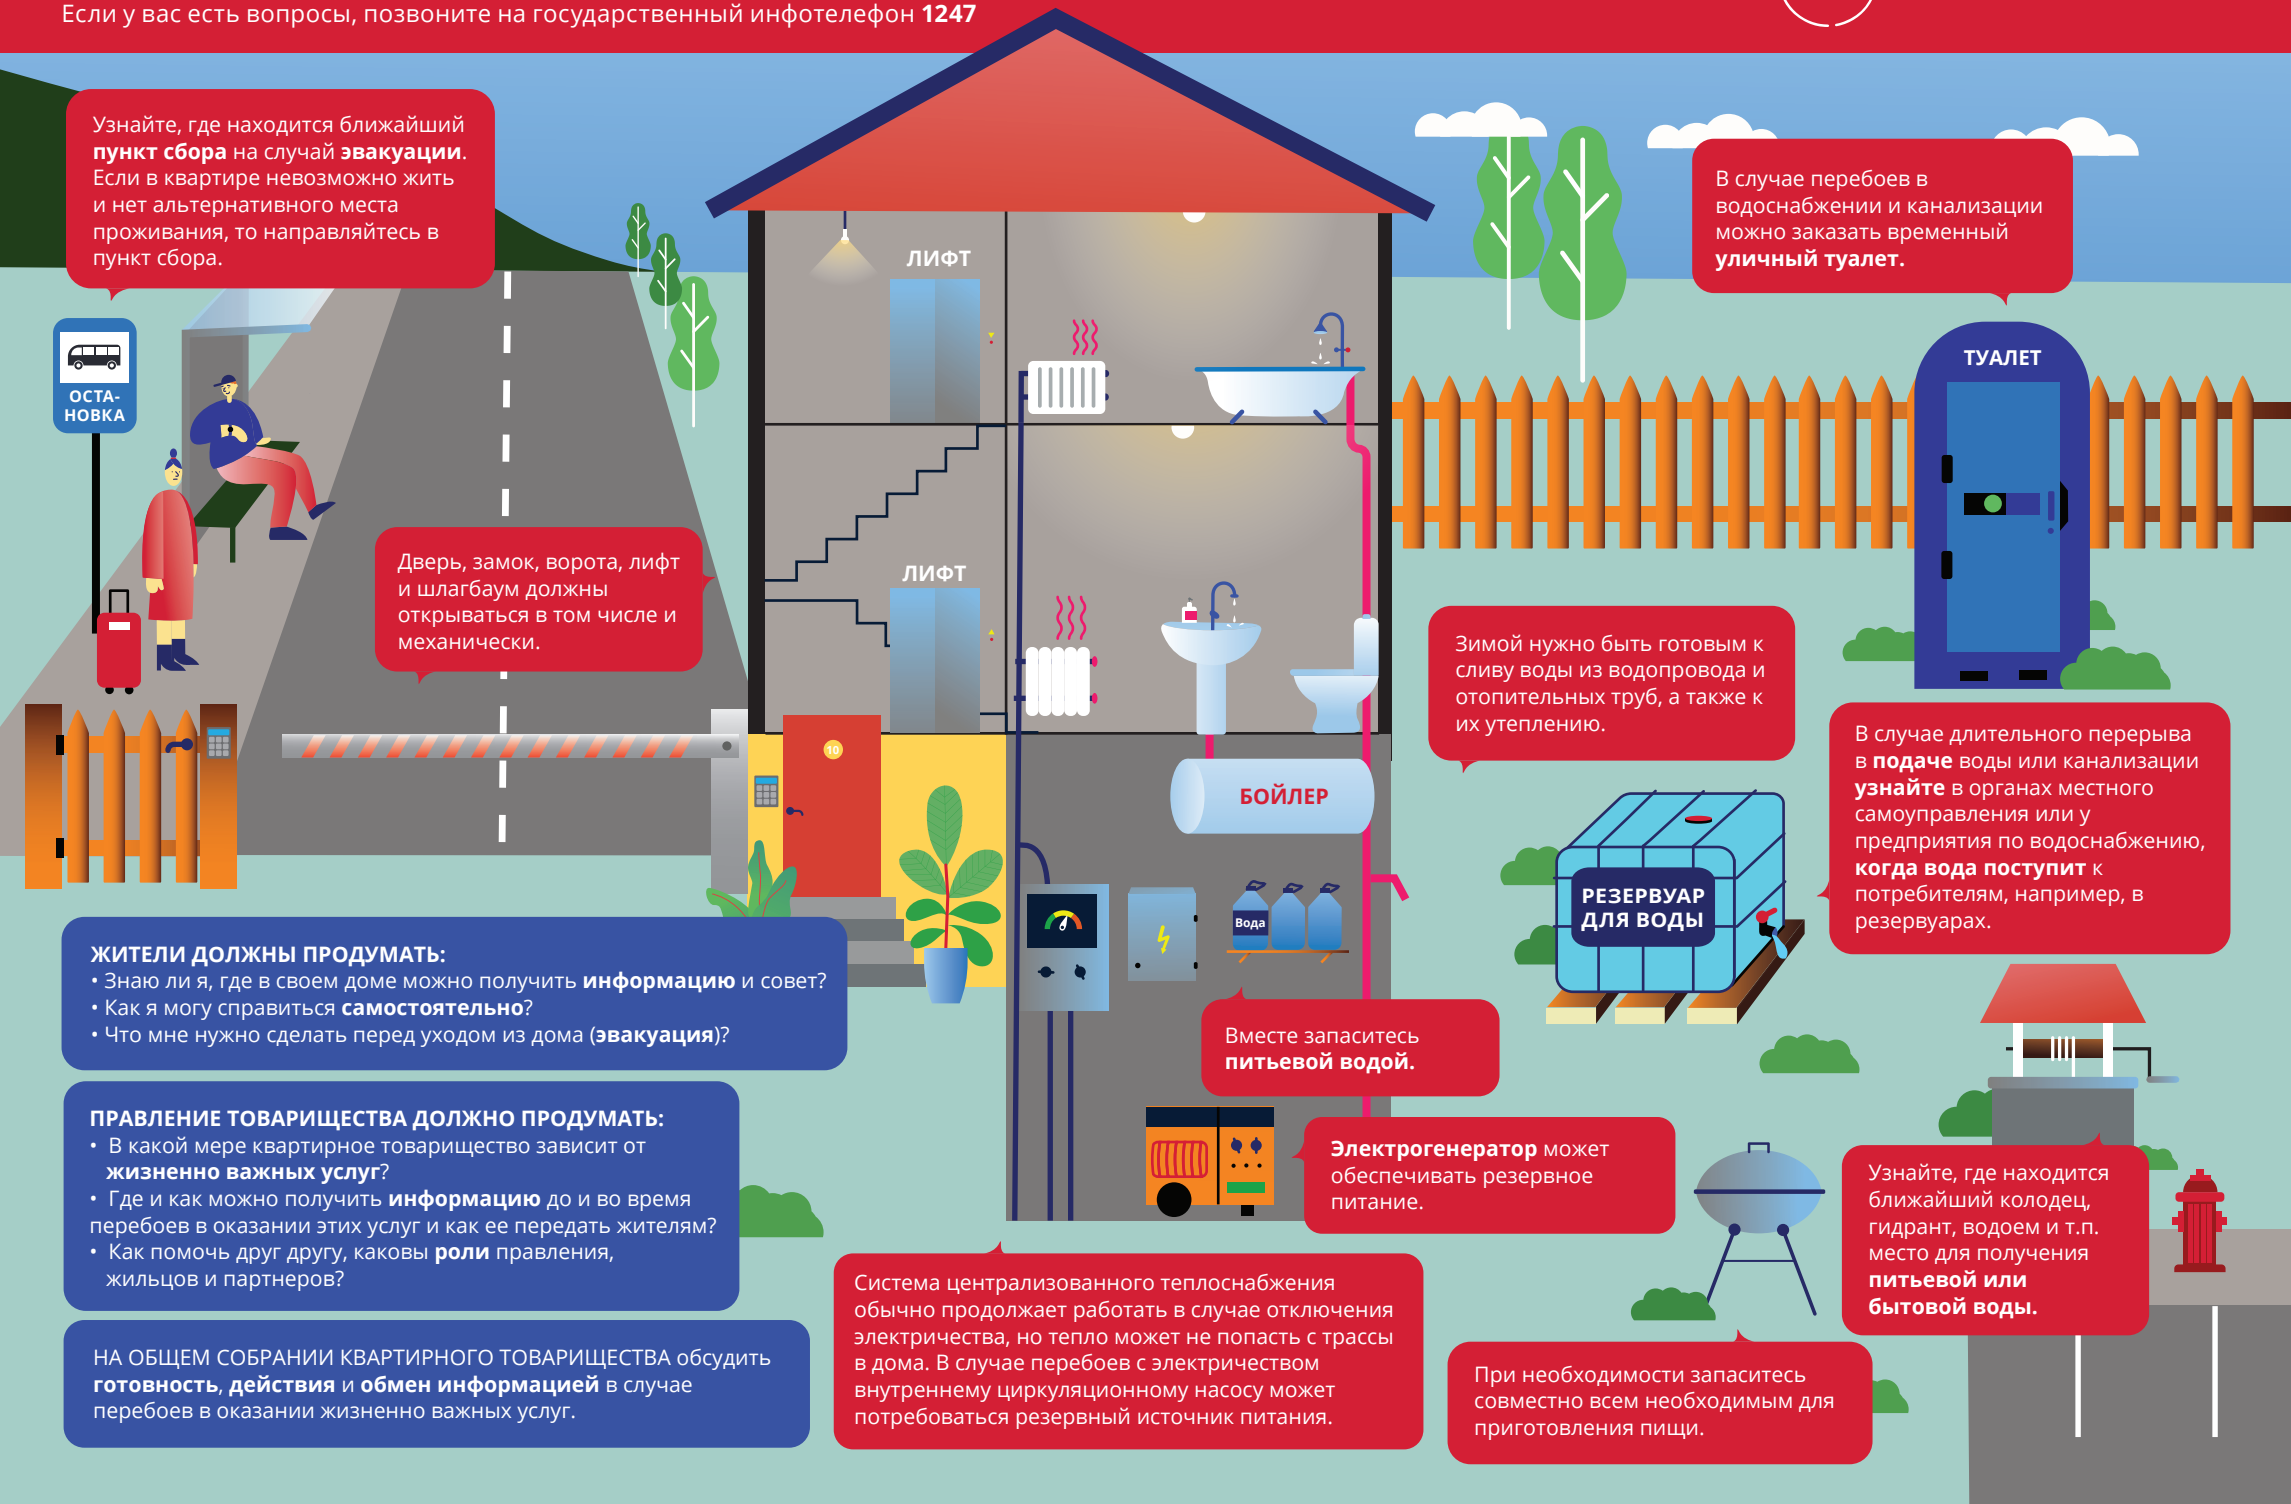 Если у вас есть вопросы, позвоните на государственный инфотелефон 1247
Узнайте, где находится ближайший
пункт сбора на случай эвакуации.
Если в квартире невозможно жить
и нет альтернативного места
проживания, то направляйтесь в
пункт сбора.
ОСТА-
НОВКА
Дверь, замок, ворота, лифт
и шлагбаум должны
открываться в том числе и
механически.
ЛИФТ
ЛИФТ
10
БОЙЛЕР
Вода
В случае перебоев в
водоснабжении и канализации
можно заказать временный
уличный туалет.
ТУАЛЕТ
Зимой нужно быть готовым к
сливу воды из водопровода и
отопительных труб, а также к
их утеплению.
РЕЗЕРВУАР
ДЛЯ ВОДЫ
В случае длительного перерыва
в подаче воды или канализации
узнайте в органах местного
самоуправления или у
предприятия по водоснабжению,
когда вода поступит к
потребителям, например, в
резервуарах.
ЖИТЕЛИ ДОЛЖНЫ ПРОДУМАТЬ:
• Знаю ли я, где в своем доме можно получить информацию и совет?
• Как я могу справиться самостоятельно?
• Что мне нужно сделать перед уходом из дома (эвакуация)?
ПРАВЛЕНИЕ ТОВАРИЩЕСТВА ДОЛЖНО ПРОДУМАТЬ:
• В какой мере квартирное товарищество зависит от
жизненно важных услуг?
• Где и как можно получить информацию до и во время
перебоев в оказании этих услуг и как ее передать жителям?
• Как помочь друг другу, каковы роли правления,
жильцов и партнеров?
НА ОБЩЕМ СОБРАНИИ КВАРТИРНОГО ТОВАРИЩЕСТВА обсудить
готовность, действия и обмен информацией в случае
перебоев в оказании жизненно важных услуг.
Вместе запаситесь
питьевой водой.
Электрогенератор может
обеспечивать резервное
питание.
Система централизованного теплоснабжения
обычно продолжает работать в случае отключения
электричества, но тепло может не попасть с трассы
в дома. В случае перебоев с электричеством
внутреннему циркуляционному насосу может
потребоваться резервный источник питания.
При необходимости запаситесь
совместно всем необходимым для
приготовления пищи.
Узнайте, где находится
ближайший колодец,
гидрант, водоем и т.п.
место для получения
питьевой или
бытовой воды.